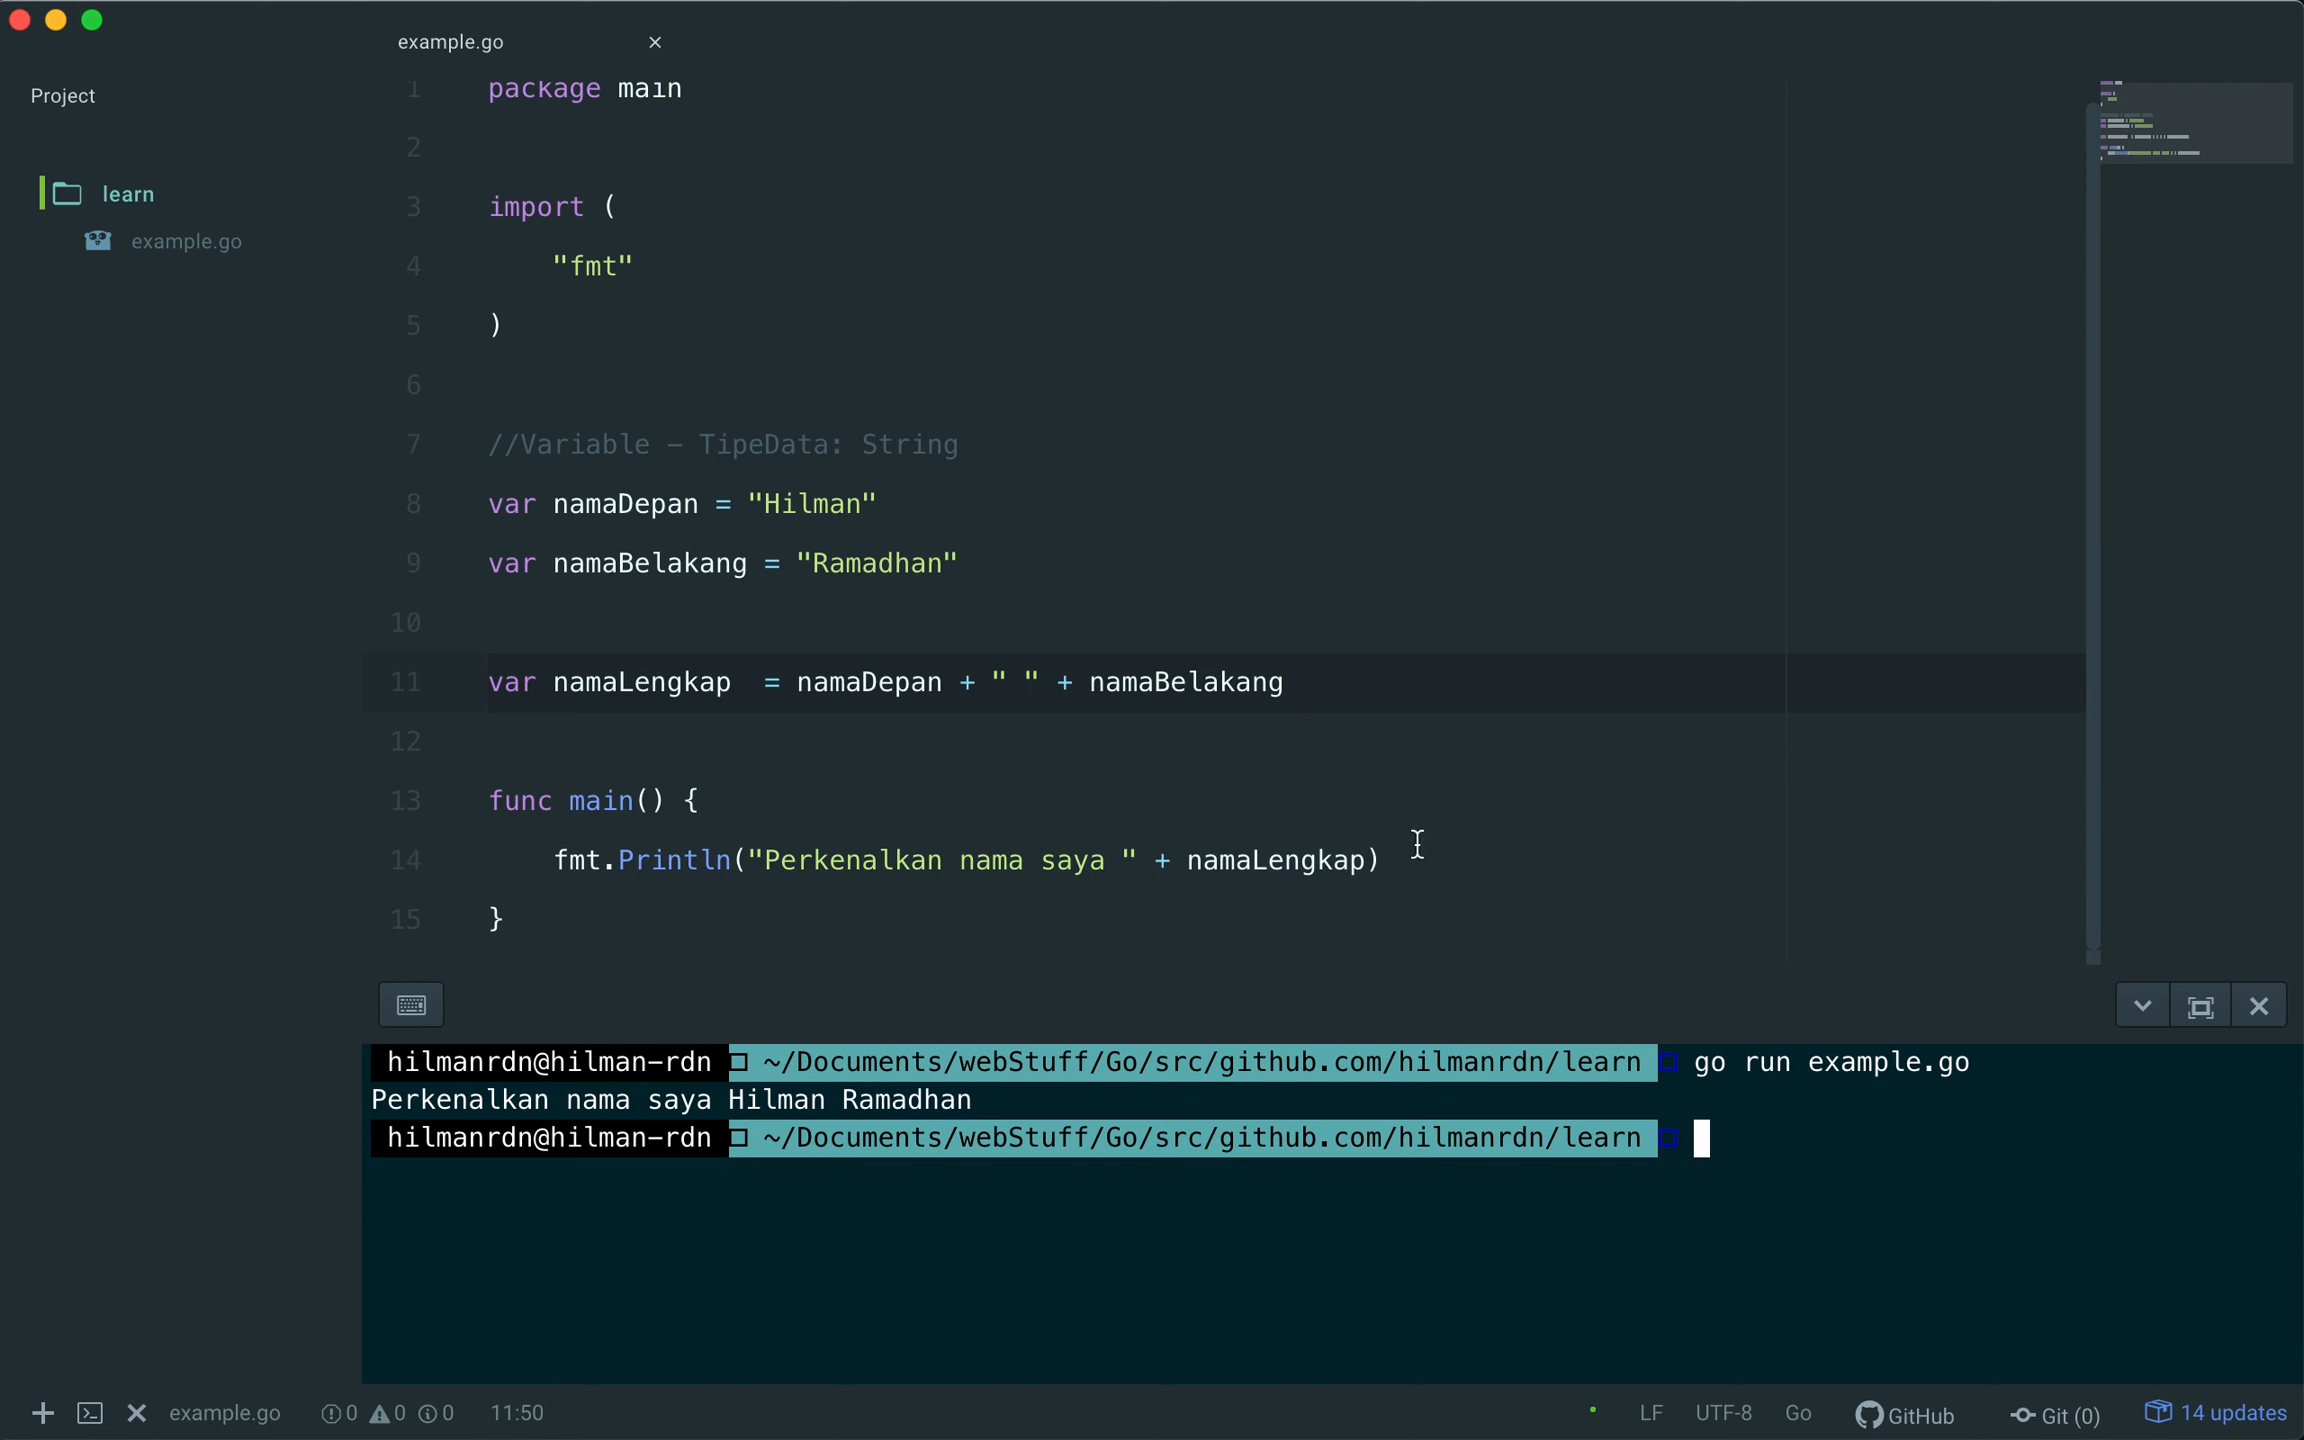 example.go ×
Project
learn
example.go
1 package main
2
3 import (
4 "fmt"
5 )
6
7 //Variable – TipeData: String
8 var namaDepan = "Hilman"
9 var namaBelakang = "Ramadhan"
10
11 var namaLengkap  = namaDepan + " " + namaBelakang
12
13 func main() {
14 fmt.Println("Perkenalkan nama saya " + namaLengkap)
15 }
hilmanrdn@hilman-rdn ~/Documents/webStuff/Go/src/github.com/hilmanrdn/learn go run example.go
Perkenalkan nama saya Hilman Ramadhan
hilmanrdn@hilman-rdn ~/Documents/webStuff/Go/src/github.com/hilmanrdn/learn
example.go 0 0 0 11:50 LF UTF-8 Go GitHub Git (0) 14 updates